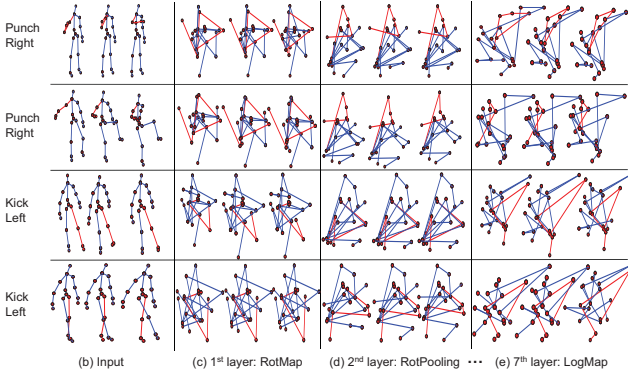 Punch
Right
Punch
Right
Kick
Left
Kick
Left
(b) Input (c) 1st layer: RotMap (d) 2nd layer: RotPooling ••• (e) 7th layer: LogMap